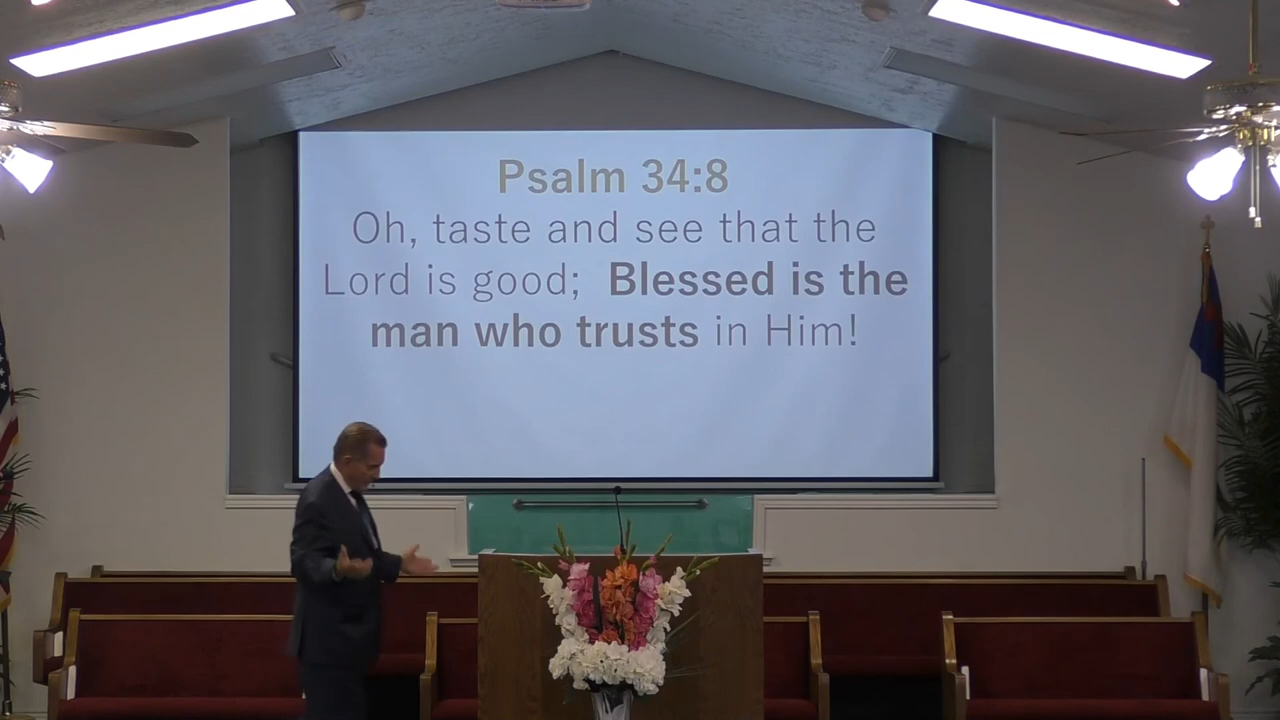 Psalm 34:8
Oh, taste and see that the
Lord is good; Blessed is the
man who trusts in Him!